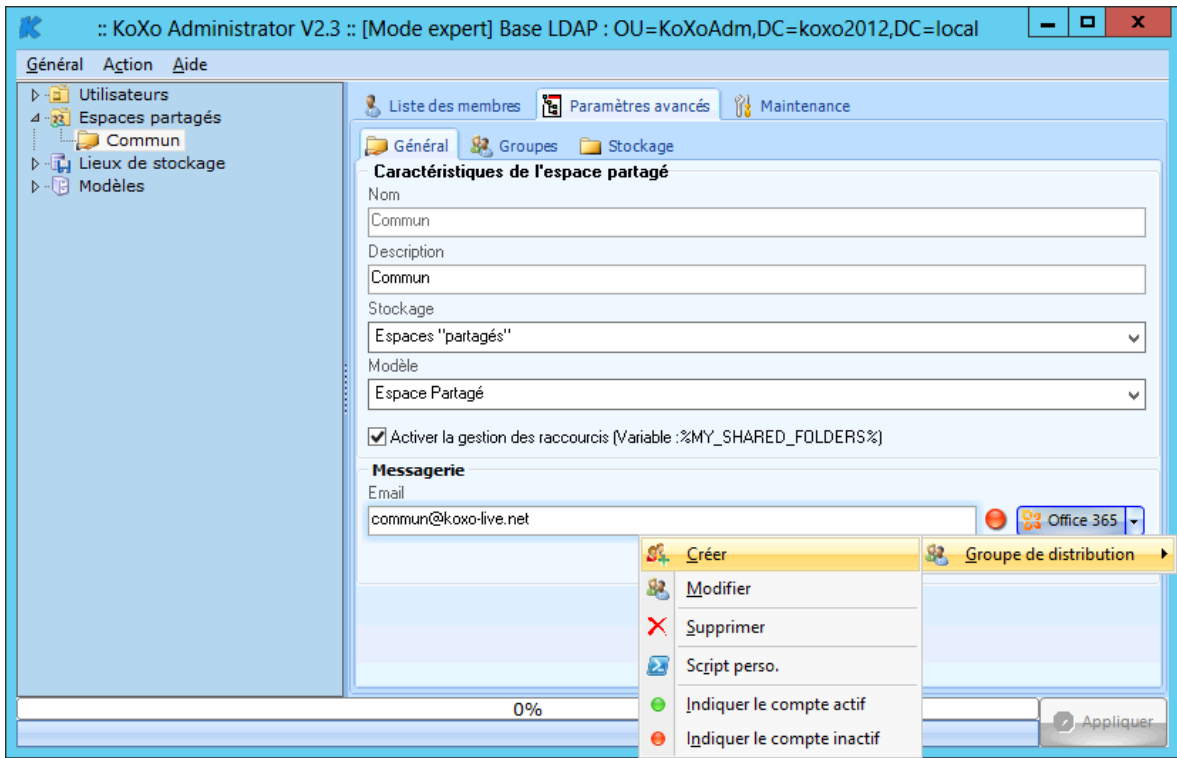 :: KoXo Administrator V2.3 :: [Mode expert] Base LDAP : OU=KoXoAdm,DC=koxo2012,DC=local
Général Action Aide
Utilisateurs
Espaces partagés
Commun
Lieux de stockage
Modèles
Liste des membres Paramètres avancés Maintenance
Général Groupes Stockage
Caractéristiques de l'espace partagé
Nom
Commun
Description
Commun
Stockage
Espaces "partagés"
Modèle
Espace Partagé
Activer la gestion des raccourcis (Variable :%MY_SHARED_FOLDERS%)
Messagerie
Email
commun@koxo-live.net Office 365
Créer Groupe de distribution
Modifier
Supprimer
Script perso.
Indiquer le compte actif
Indiquer le compte inactif
0%
Appliquer